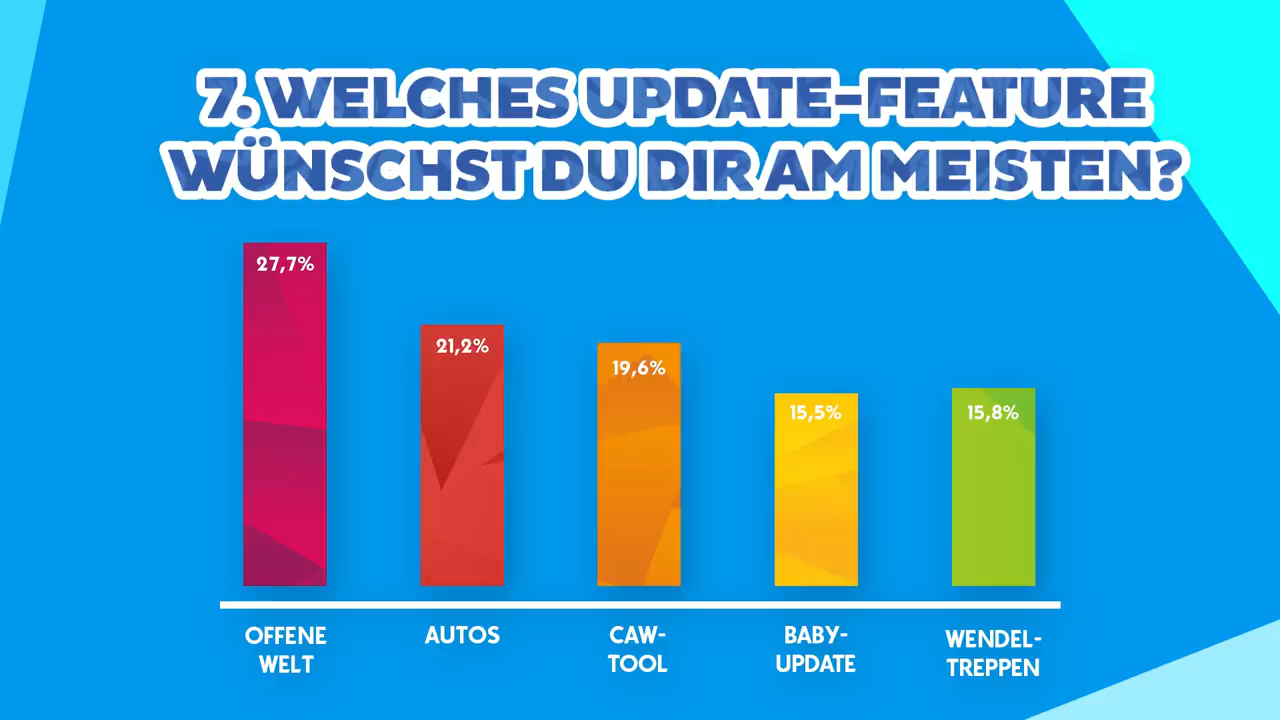 7. WELCHES UPDATE-FEATURE
WÜNSCHST DU DIR AM MEISTEN?
27,7%
21,2%
19,6%
15,5%
15,8%
OFFENE
WELT
AUTOS
CAW-
TOOL
BABY-
UPDATE
WENDEL-
TREPPEN